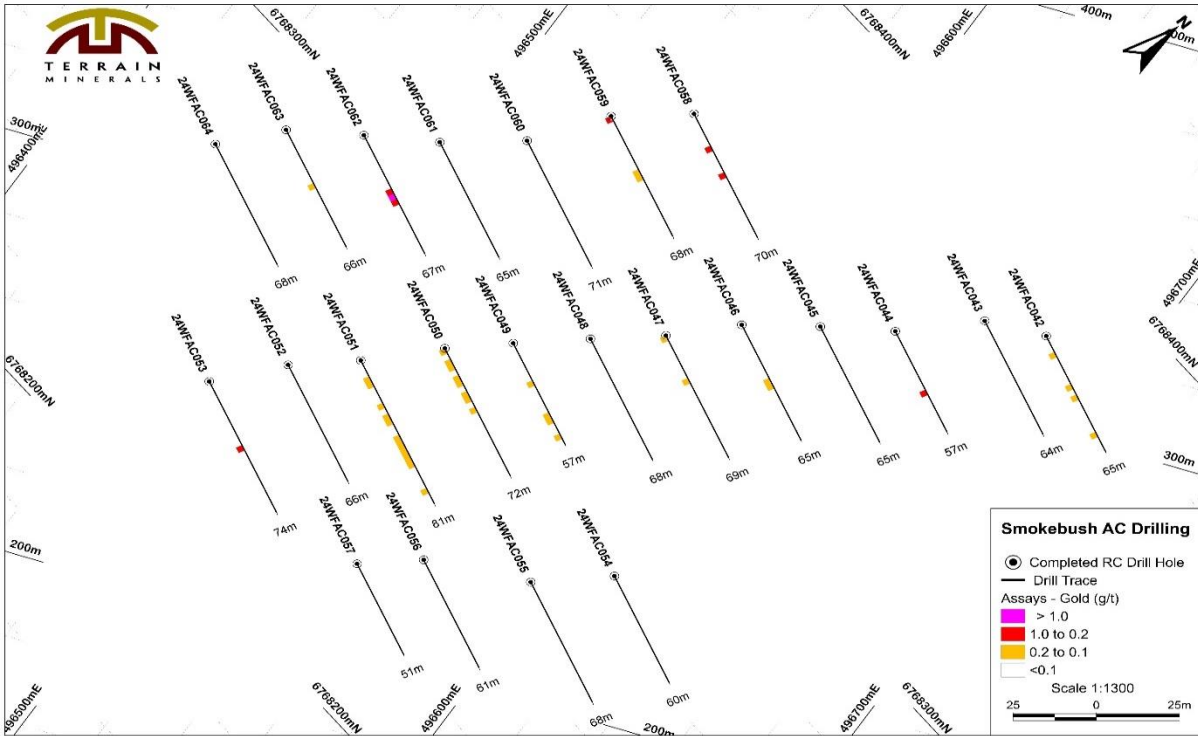 TERRAIN
MINERALS
6768300mN
496500mE
6768400mN
496600mE
400m
N
300m
496400mE
24WFAC064
24WFAC063
24WFAC062
24WFAC061
24WFAC060
24WFAC059
24WFAC058
68m
66m
67m
65m
71m
68m
70m
496700mE
6768400mN
6768200mN
24WFAC053
24WFAC052
24WFAC051
24WFAC050
24WFAC049
24WFAC048
24WFAC047
24WFAC046
24WFAC045
24WFAC044
24WFAC043
24WFAC042
74m
66m
81m
72m
57m
68m
69m
65m
65m
57m
64m
65m
300m
200m
24WFAC057
24WFAC056
24WFAC055
24WFAC054
51m
61m
68m
60m
496500mE
6768200mN
496600mE
200m
496700mE
6768300mN
Smokebush AC Drilling
Completed RC Drill Hole
Drill Trace
Assays - Gold (g/t)
> 1.0
1.0 to 0.2
0.2 to 0.1
<0.1
Scale 1:1300
25 0 25m